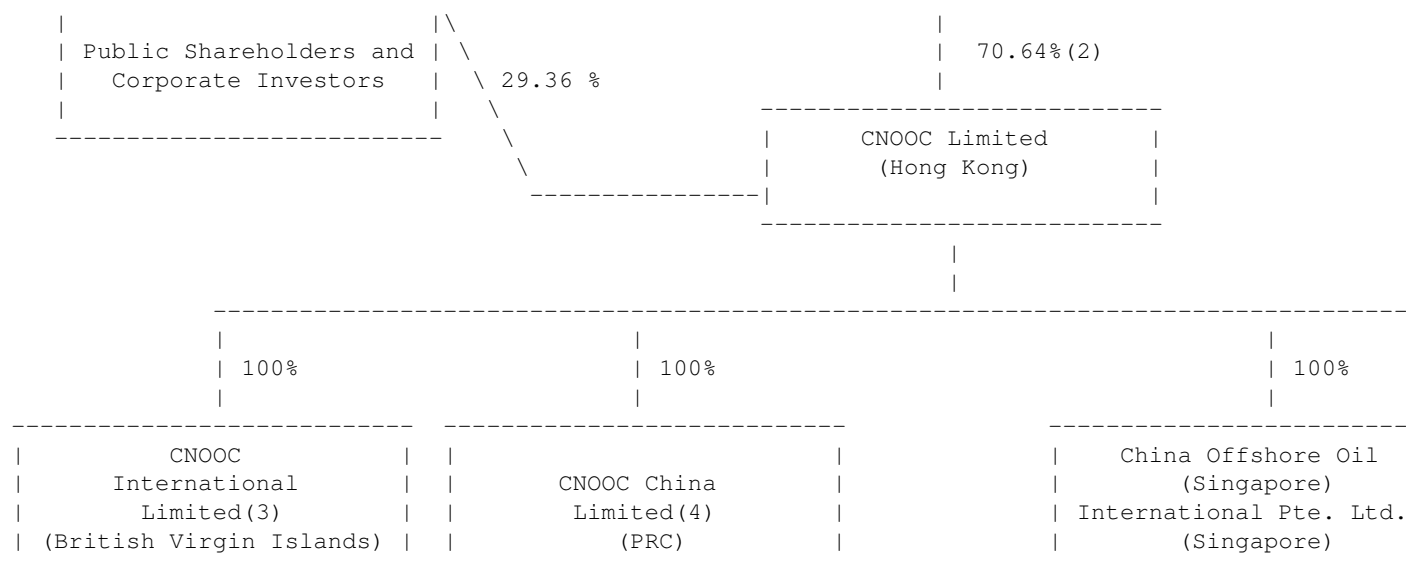 Public Shareholders and
Corporate Investors
29.36 %
70.64%(2)
CNOOC Limited
(Hong Kong)
100%
100%
100%
CNOOC
International
Limited(3)
(British Virgin Islands)
CNOOC China
Limited(4)
(PRC)
China Offshore Oil
(Singapore)
International Pte. Ltd.
(Singapore)